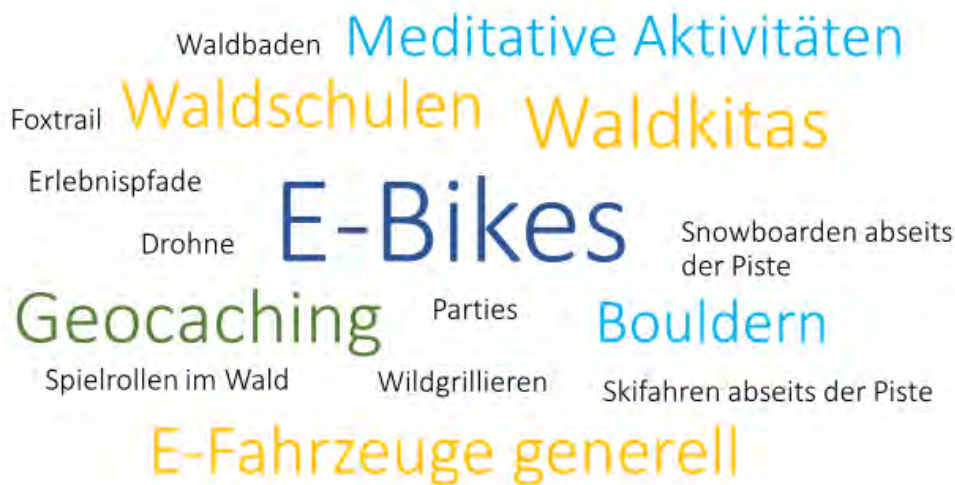 Waldbaden
Meditative Aktivitäten
Foxtrail
Waldschulen
Waldkitas
Erlebnispfade
E-Bikes
Drohne
Snowboarden abseits
der Piste
Geocaching
Parties
Bouldern
Spielrollen im Wald
Wildgrillieren
Skifahren abseits der Piste
E-Fahrzeuge generell